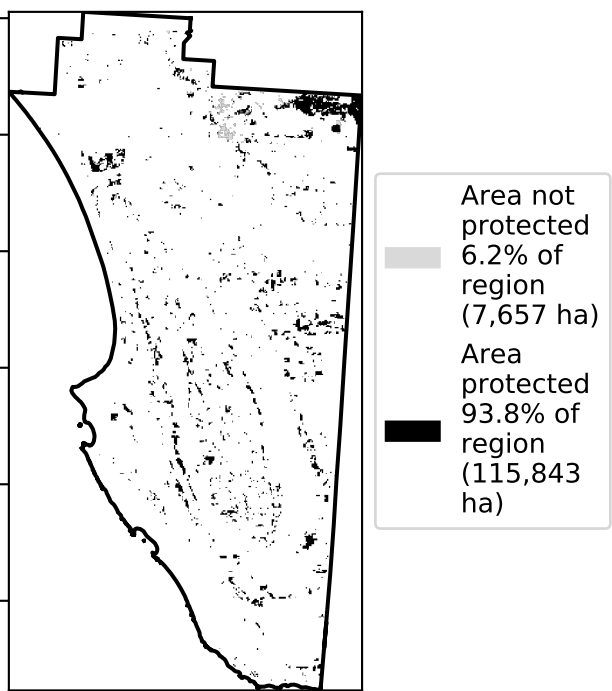 Area not
protected
6.2% of
region
(7,657 ha)
Area
protected
93.8% of
region
(115,843
ha)